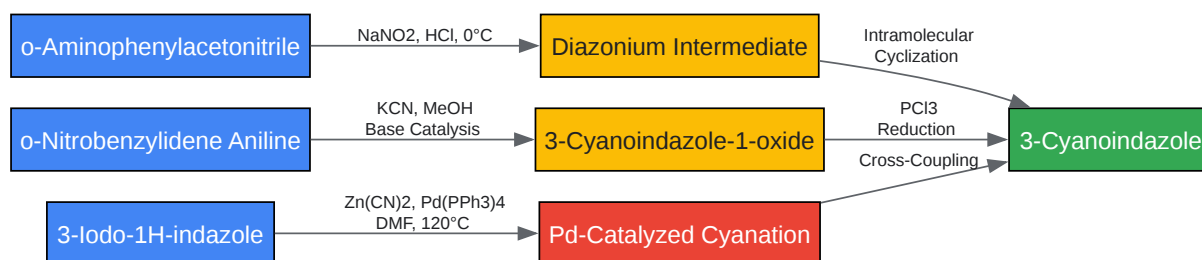 o-Aminophenylacetonitrile
NaNO2, HCl, 0°C
Diazonium Intermediate
Intramolecular
Cyclization
o-Nitrobenzylidene Aniline
KCN, MeOH
Base Catalysis
3-Cyanoindazole-1-oxide
PCl3
Reduction
3-Cyanoindazole
3-Iodo-1H-indazole
Zn(CN)2, Pd(PPh3)4
DMF, 120°C
Pd-Catalyzed Cyanation
Cross-Coupling